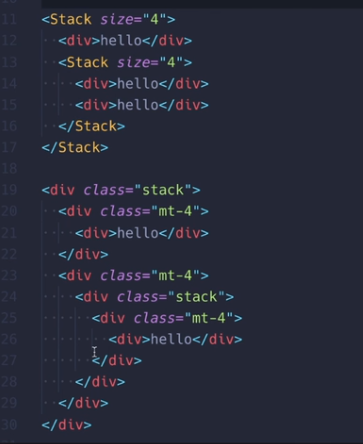 11 <Stack size="4">
12   <div>hello</div>
13   <Stack size="4">
14     <div>hello</div>
15     <div>hello</div>
16   </Stack>
17 </Stack>
18
19 <div class="stack">
20   <div class="mt-4">
21     <div>hello</div>
22   </div>
23   <div class="mt-4">
24     <div class="stack">
25       <div class="mt-4">
26         <div>hello</div>
27       </div>
28     </div>
29   </div>
30 </div>